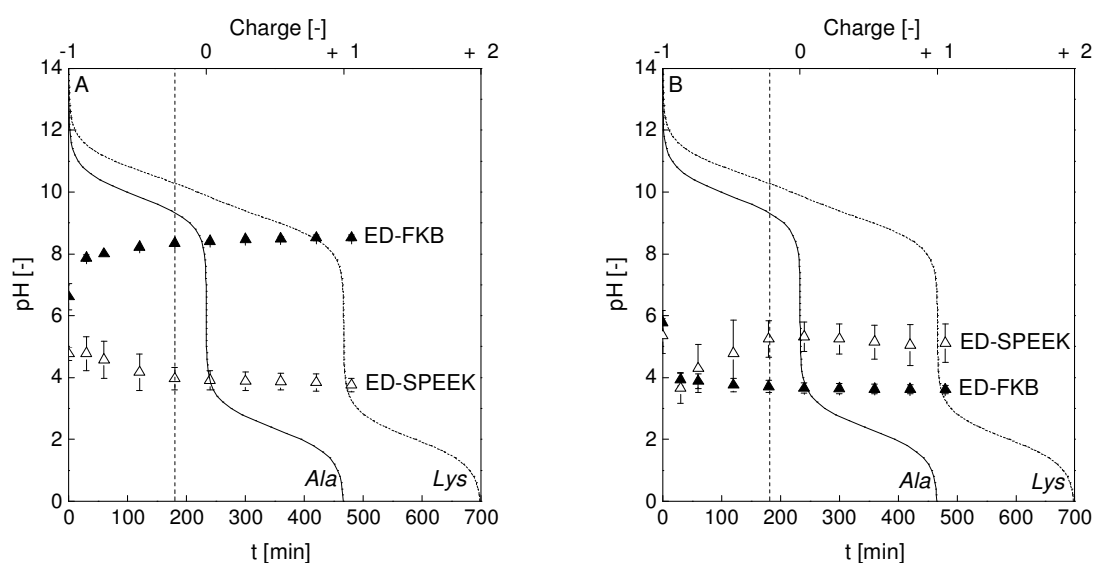 Charge [-]
-1 0 + 1 + 2
14 A
12
10
8 ED-FKB
6
4 ED-SPEEK
2
0 Ala Lys
pH [-]
0 100 200 300 400 500 600 700
t [min]
Charge [-]
-1 0 + 1 + 2
14 B
12
10
8
6 ED-SPEEK
4 ED-FKB
2
0 Ala Lys
pH [-]
0 100 200 300 400 500 600 700
t [min]